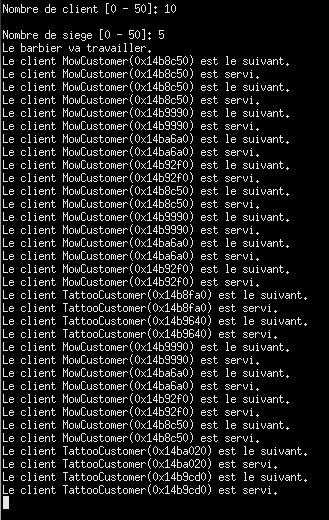 Nombre de client [0 - 50]: 10
Nombre de siege [0 - 50]: 5
Le barbier va travailler.
Le client MowCustomer(0x14b8c50) est le suivant.
Le client MowCustomer(0x14b8c50) est servi.
Le client MowCustomer(0x14b8c50) est le suivant.
Le client MowCustomer(0x14b8c50) est servi.
Le client MowCustomer(0x14b9990) est le suivant.
Le client MowCustomer(0x14b9990) est servi.
Le client MowCustomer(0x14ba6a0) est le suivant.
Le client MowCustomer(0x14ba6a0) est servi.
Le client MowCustomer(0x14b92f0) est le suivant.
Le client MowCustomer(0x14b92f0) est servi.
Le client MowCustomer(0x14b8c50) est le suivant.
Le client MowCustomer(0x14b8c50) est servi.
Le client MowCustomer(0x14b9990) est le suivant.
Le client MowCustomer(0x14b9990) est servi.
Le client MowCustomer(0x14ba6a0) est le suivant.
Le client MowCustomer(0x14ba6a0) est servi.
Le client MowCustomer(0x14b92f0) est le suivant.
Le client MowCustomer(0x14b92f0) est servi.
Le client TattooCustomer(0x14b8fa0) est le suivant.
Le client TattooCustomer(0x14b8fa0) est servi.
Le client TattooCustomer(0x14b9640) est le suivant.
Le client TattooCustomer(0x14b9640) est servi.
Le client MowCustomer(0x14b9990) est le suivant.
Le client MowCustomer(0x14b9990) est servi.
Le client MowCustomer(0x14ba6a0) est le suivant.
Le client MowCustomer(0x14ba6a0) est servi.
Le client MowCustomer(0x14b92f0) est le suivant.
Le client MowCustomer(0x14b92f0) est servi.
Le client MowCustomer(0x14b8c50) est le suivant.
Le client MowCustomer(0x14b8c50) est servi.
Le client TattooCustomer(0x14ba020) est le suivant.
Le client TattooCustomer(0x14ba020) est servi.
Le client TattooCustomer(0x14b9cd0) est le suivant.
Le client TattooCustomer(0x14b9cd0) est servi.